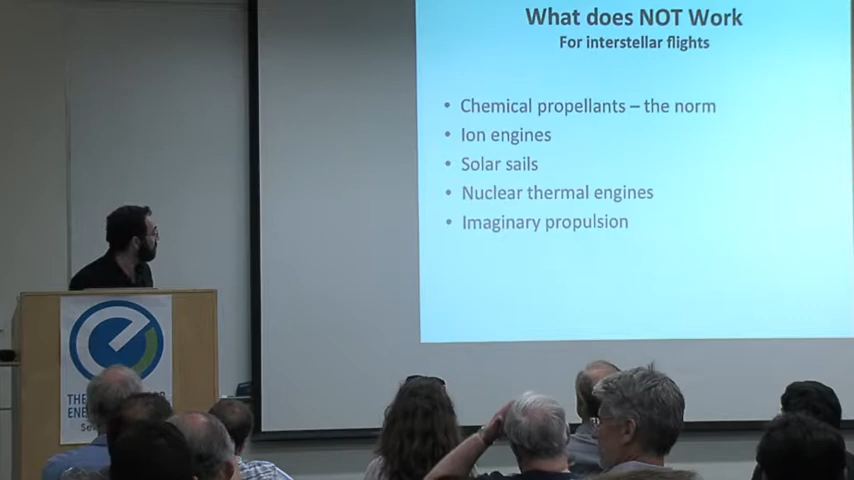 What does NOT Work
For interstellar flights
• Chemical propellants – the norm
• Ion engines
• Solar sails
• Nuclear thermal engines
• Imaginary propulsion
THE